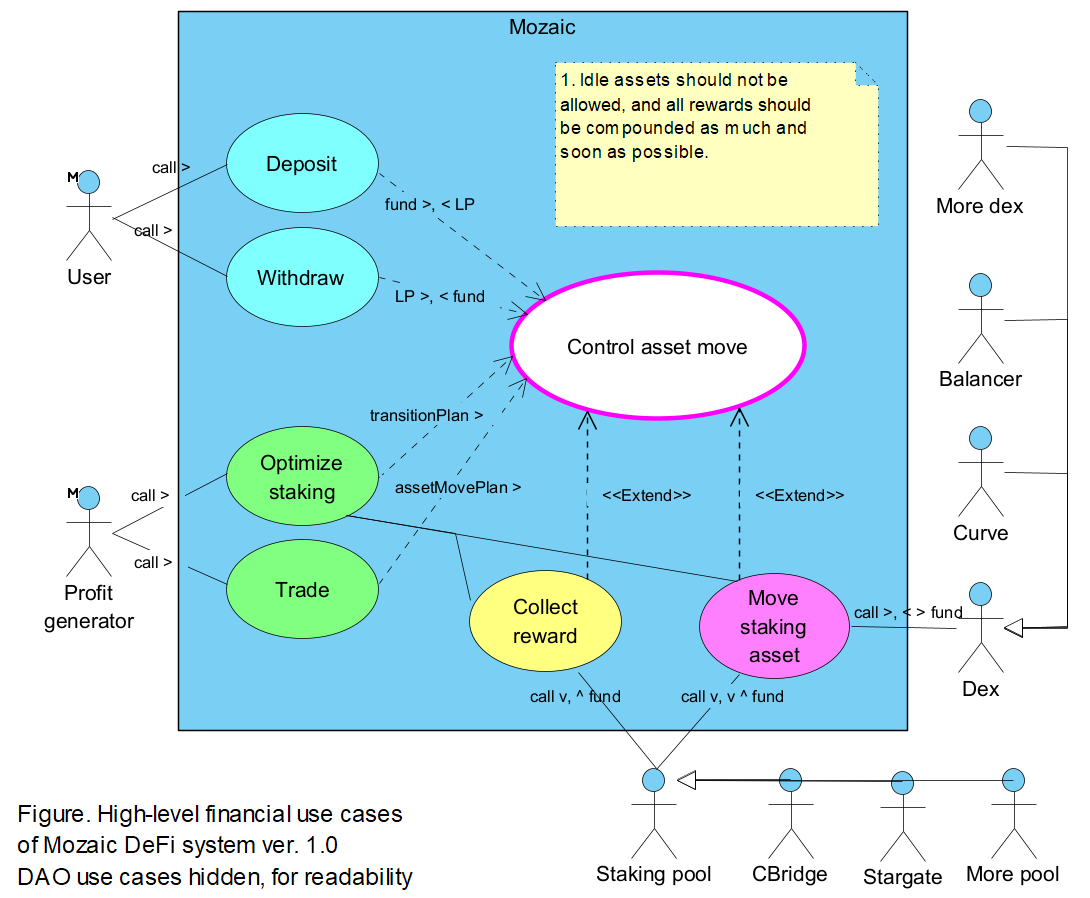 Mozaic
1. Idle assets should not be
allowed, and all rewards should
be compounded as much and
soon as possible.
More dex
Deposit
call >
fund >, < LP
M
User
call >
Withdraw
LP >, < fund
Control asset move
Balancer
transitionPlan >
Optimize
staking
Curve
M
call >
assetMovePlan >
<<Extend>>
<<Extend>>
Profit
generator
call >
Trade
Collect
reward
Move
staking
asset
call >, < > fund
Dex
call v, ^ fund
call v, v ^ fund
Staking pool
CBridge
Stargate
More pool
Figure. High-level financial use cases
of Mozaic DeFi system ver. 1.0
DAO use cases hidden, for readability